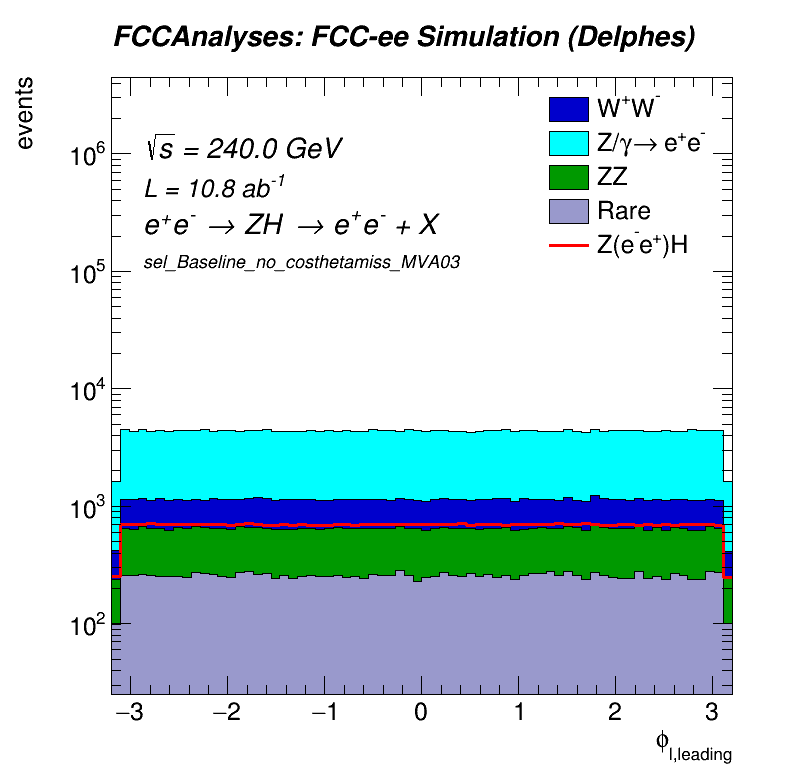 FCCAnalyses: FCC-ee Simulation (Delphes)
events
√s = 240.0 GeV
L = 10.8 ab⁻¹
e⁺e⁻ → ZH → e⁺e⁻ + X
sel_Baseline_no_costhetamiss_MVA03
W⁺W⁻
Z/γ→ e⁺e⁻
ZZ
Rare
Z(e⁻e⁺)H
10⁶
10⁵
10⁴
10³
10²
−3 −2 −1 0 1 2 3
ϕ_l,leading